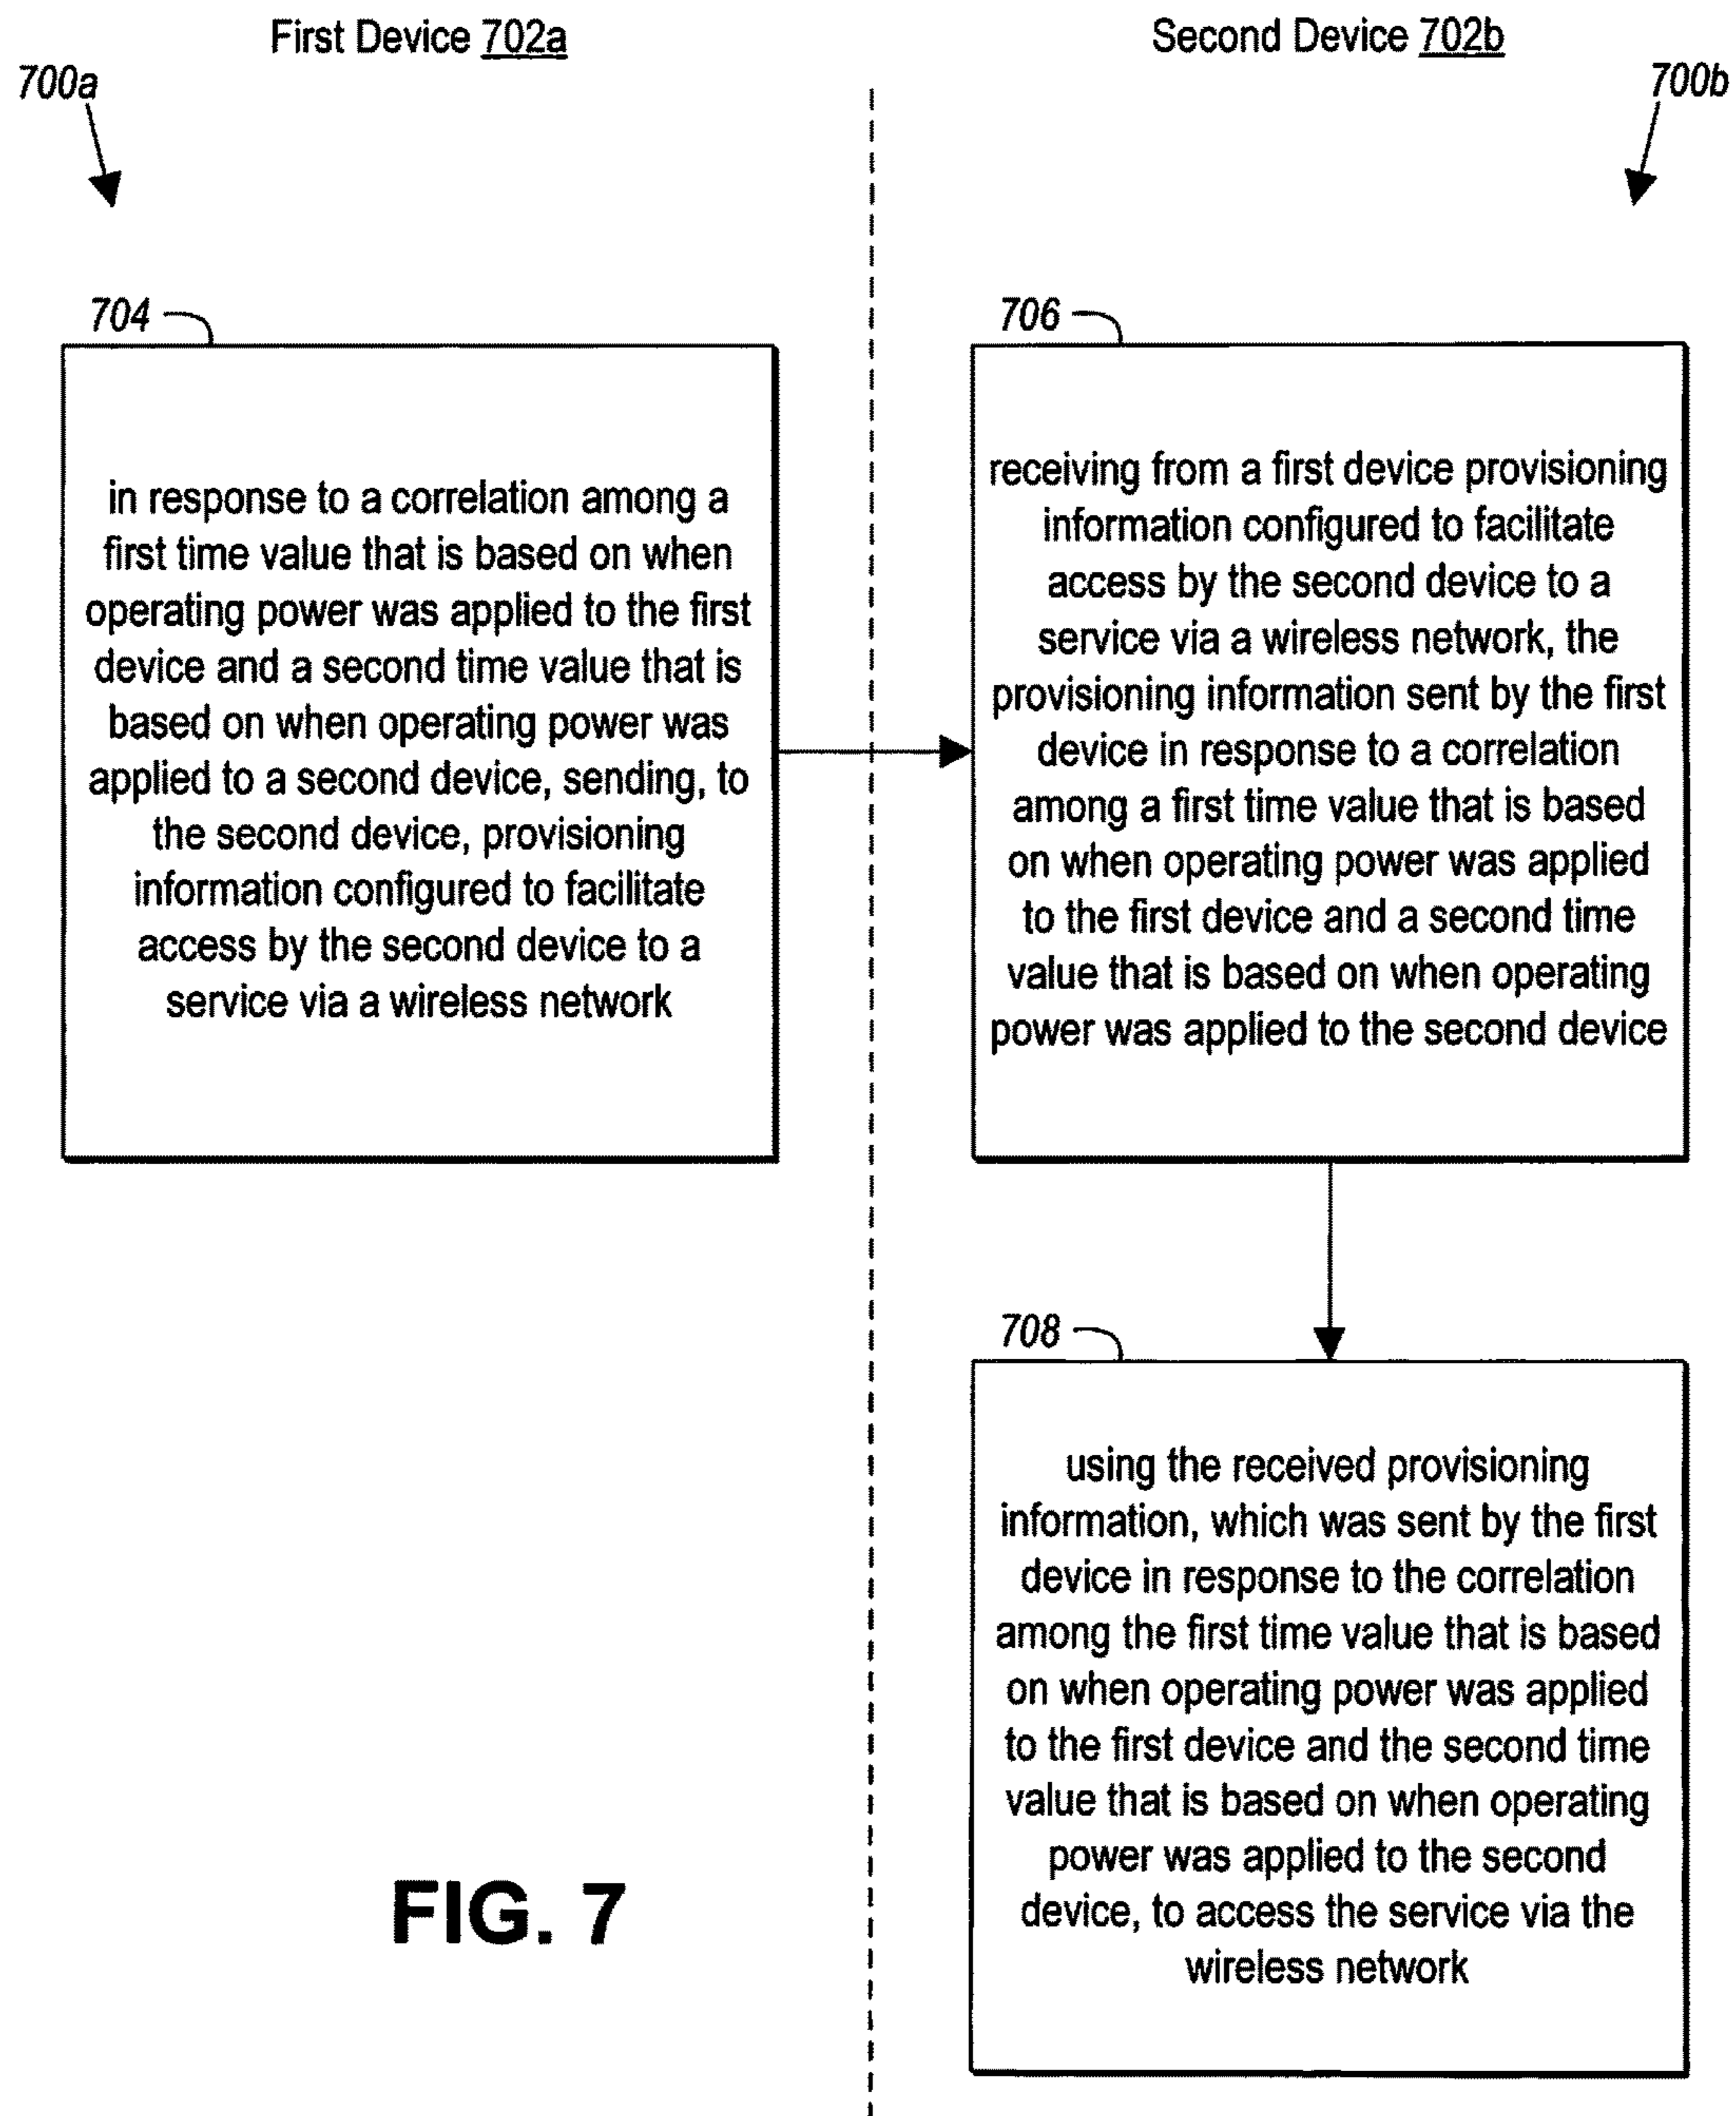 First Device 702a
Second Device 702b
700a
700b
704
in response to a correlation among a
first time value that is based on when
operating power was applied to the first
device and a second time value that is
based on when operating power was
applied to a second device, sending, to
the second device, provisioning
information configured to facilitate
access by the second device to a
service via a wireless network
706
receiving from a first device provisioning
information configured to facilitate
access by the second device to a
service via a wireless network, the
provisioning information sent by the first
device in response to a correlation
among a first time value that is based
on when operating power was applied
to the first device and a second time
value that is based on when operating
power was applied to the second device
708
using the received provisioning
information, which was sent by the first
device in response to the correlation
among the first time value that is based
on when operating power was applied
to the first device and the second time
value that is based on when operating
power was applied to the second
device, to access the service via the
wireless network
FIG. 7